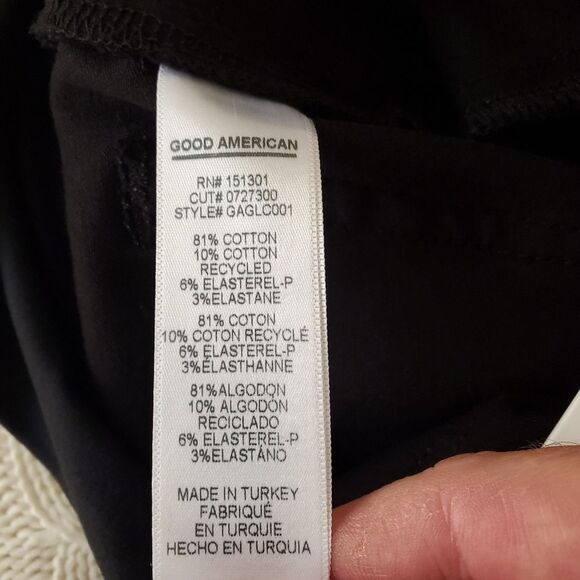 GOOD AMERICAN
RN# 151301
CUT# 0727300
STYLE# GAGLC001
81% COTTON
10% COTTON
RECYCLED
6% ELASTEREL-P
3%ELASTANE
81% COTON
10% COTON RECYCLÉ
6% ELASTEREL-P
3%ÉLASTHANNE
81%ALGODON
10% ALGODÓN
RECICLADO
6% ELASTEREL-P
3%ELASTANO
MADE IN TURKEY
FABRIQUÉ
EN TURQUIE
HECHO EN TURQUIA